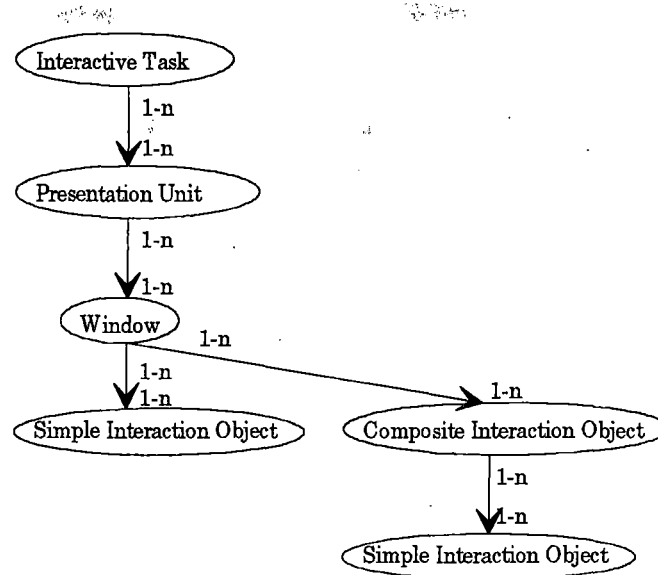 Interactive Task
1-n
1-n
Presentation Unit
1-n
1-n
Window
1-n
1-n
1-n
1-n
Simple Interaction Object
Composite Interaction Object
1-n
1-n
Simple Interaction Object